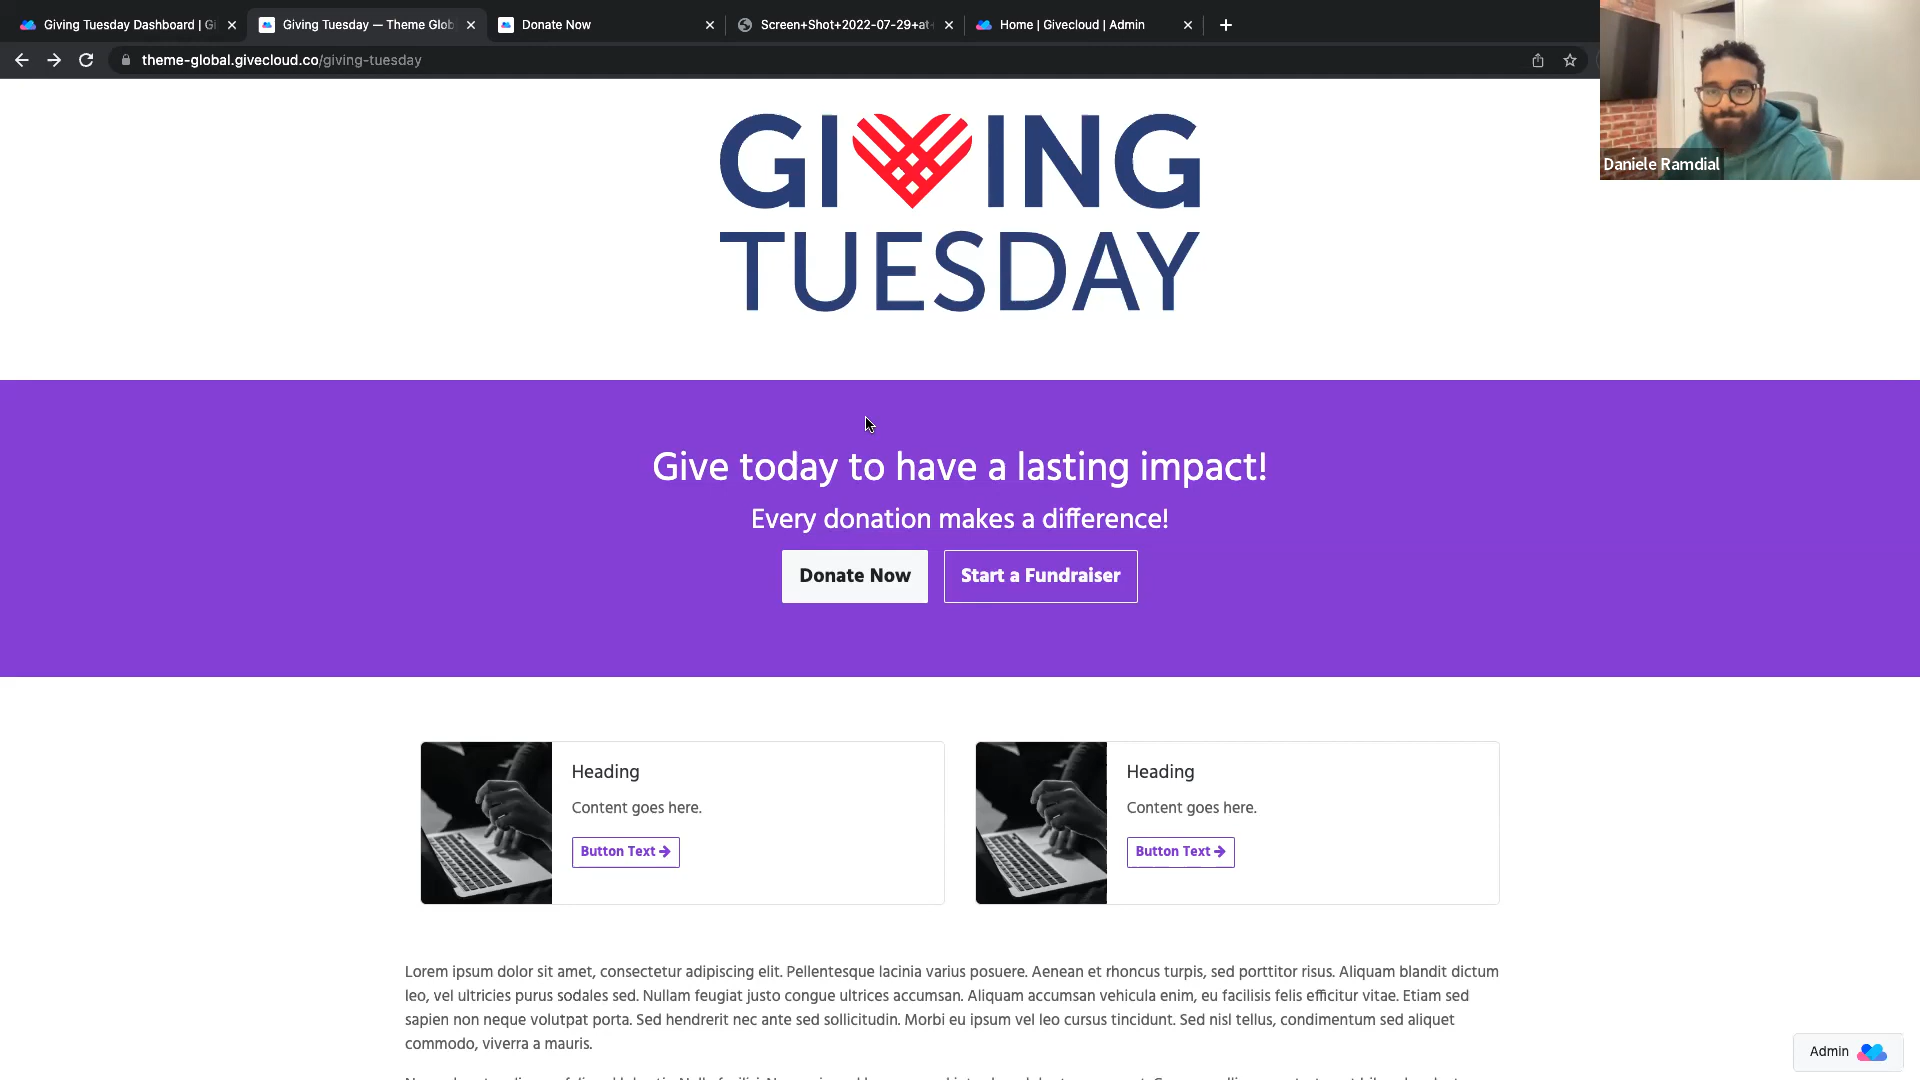 Giving Tuesday Dashboard | Gi
Giving Tuesday — Theme Glob
Donate Now
Screen+Shot+2022-07-29+at
Home | Givecloud | Admin
theme-global.givecloud.co/giving-tuesday
Daniele Ramdial
GIVING
TUESDAY
Give today to have a lasting impact!
Every donation makes a difference!
Donate Now
Start a Fundraiser
Heading
Content goes here.
Button Text
Heading
Content goes here.
Button Text
Lorem ipsum dolor sit amet, consectetur adipiscing elit. Pellentesque lacinia varius posuere. Aenean et rhoncus turpis, sed porttitor risus. Aliquam blandit dictum
leo, vel ultricies purus sodales sed. Nullam feugiat justo congue ultrices accumsan. Aliquam accumsan vehicula enim, eu facilisis felis efficitur vitae. Etiam sed
sapien non neque volutpat porta. Sed hendrerit nec ante sed sollicitudin. Morbi eu ipsum vel leo cursus tincidunt. Sed nisl tellus, condimentum sed aliquet
commodo, viverra a mauris.
Admin